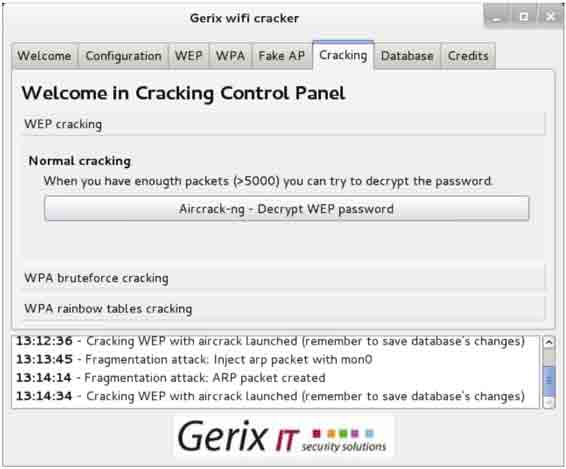 Gerix wifi cracker
Welcome Configuration WEP WPA Fake AP Cracking Database Credits
Welcome in Cracking Control Panel
WEP cracking
Normal cracking
When you have enougth packets (>5000) you can try to decrypt the password.
Aircrack-ng - Decrypt WEP password
WPA bruteforce cracking
WPA rainbow tables cracking
13:12:36 - Cracking WEP with aircrack launched (remember to save database's changes)
13:13:45 - Fragmentation attack: Inject arp packet with mon0
13:14:14 - Fragmentation attack: ARP packet created
13:14:34 - Cracking WEP with aircrack launched (remember to save database's changes)
Gerix IT security solutions